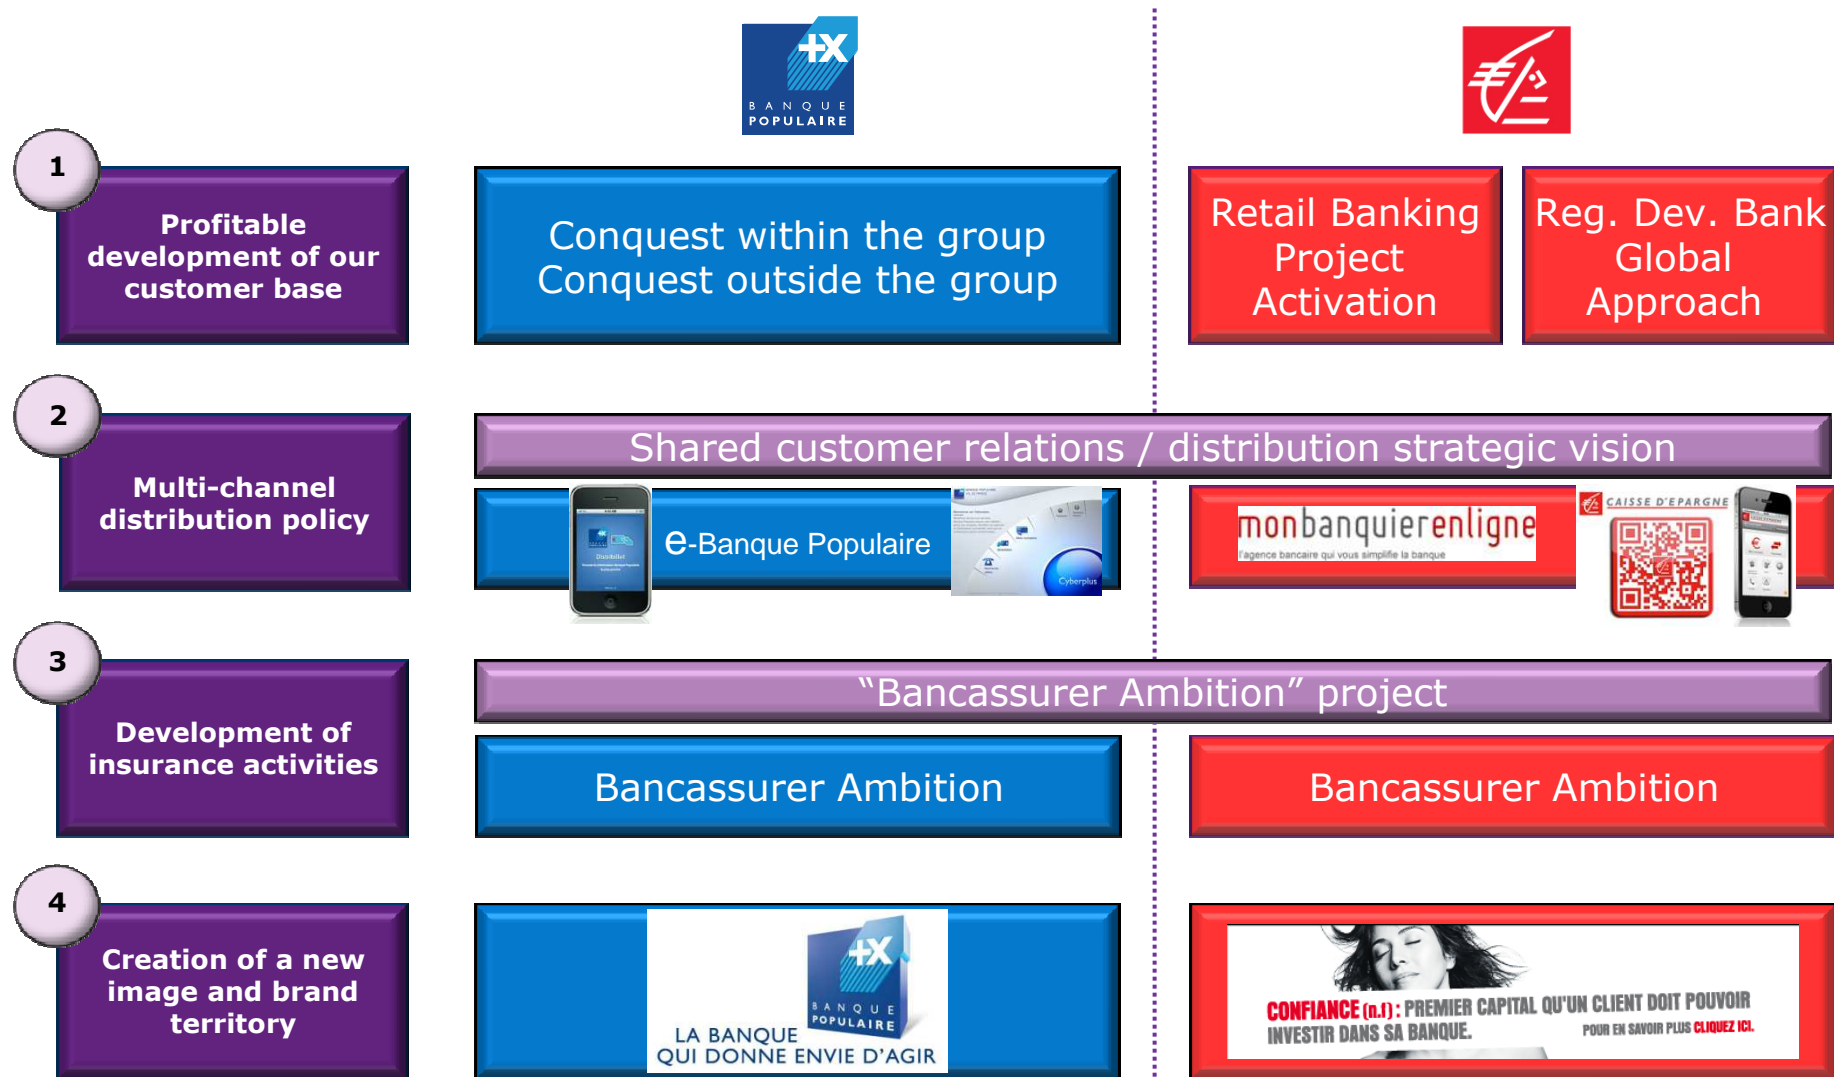 +X
BANQUE
POPULAIRE
1
Profitable
development of our
customer base
Conquest within the group
Conquest outside the group
Retail Banking
Project
Activation
Reg. Dev. Bank
Global
Approach
2
Multi-channel
distribution policy
Shared customer relations / distribution strategic vision
e-Banque Populaire
Cyberplus
monbanquierenligne
l'agence bancaire qui vous simplifie la banque
CAISSE D'EPARGNE
3
Development of
insurance activities
“Bancassurer Ambition” project
Bancassurer Ambition
Bancassurer Ambition
4
Creation of a new
image and brand
territory
+X
BANQUE
POPULAIRE
LA BANQUE
QUI DONNE ENVIE D'AGIR
CONFIANCE (n.f) : PREMIER CAPITAL QU'UN CLIENT DOIT POUVOIR
INVESTIR DANS SA BANQUE.
POUR EN SAVOIR PLUS CLIQUEZ ICI.